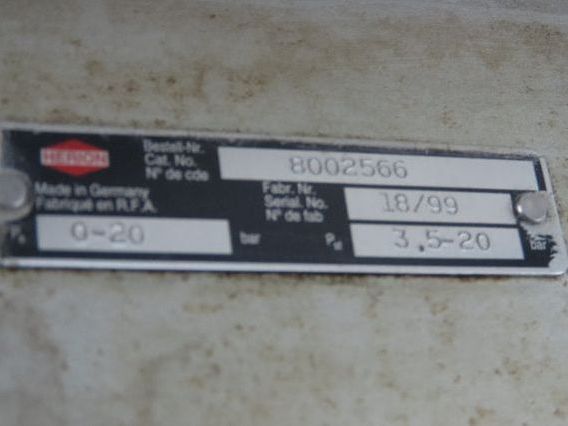 HERION
Bestell-Nr.
Cat. No. 8002566
N° de cde
Made in Germany
Fabriqué en R.F.A.
Fabr. Nr.
Serial. No. 18/99
N° de fab
0-20 bar 3,5-20 bar